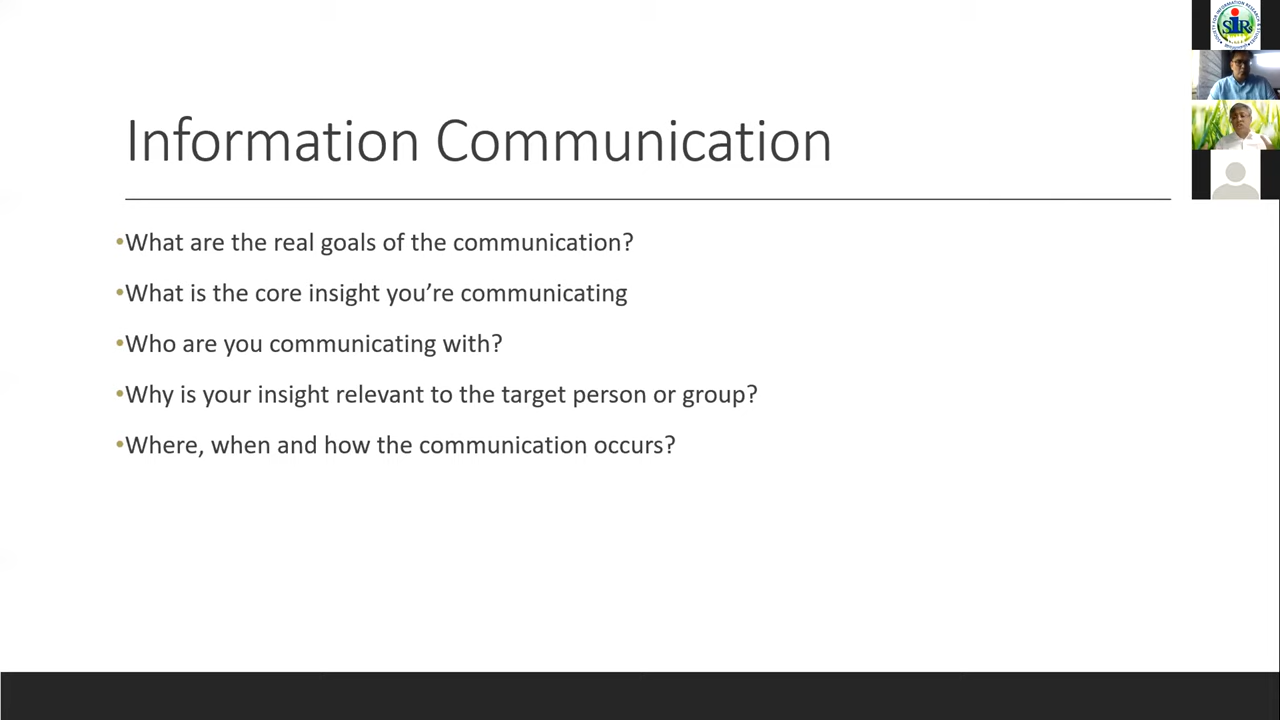 Information Communication
•What are the real goals of the communication?
•What is the core insight you're communicating
•Who are you communicating with?
•Why is your insight relevant to the target person or group?
•Where, when and how the communication occurs?